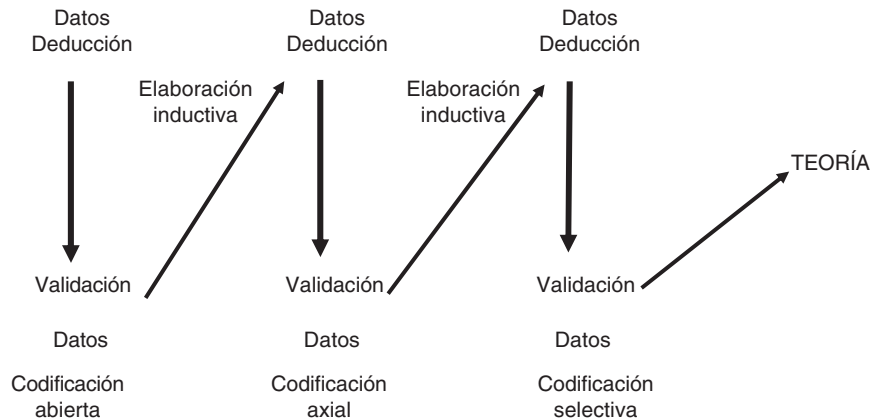 Datos
Deducción
Datos
Deducción
Datos
Deducción
Elaboración
inductiva
Elaboración
inductiva
TEORÍA
Validación
Validación
Validación
Datos
Datos
Datos
Codificación
abierta
Codificación
axial
Codificación
selectiva